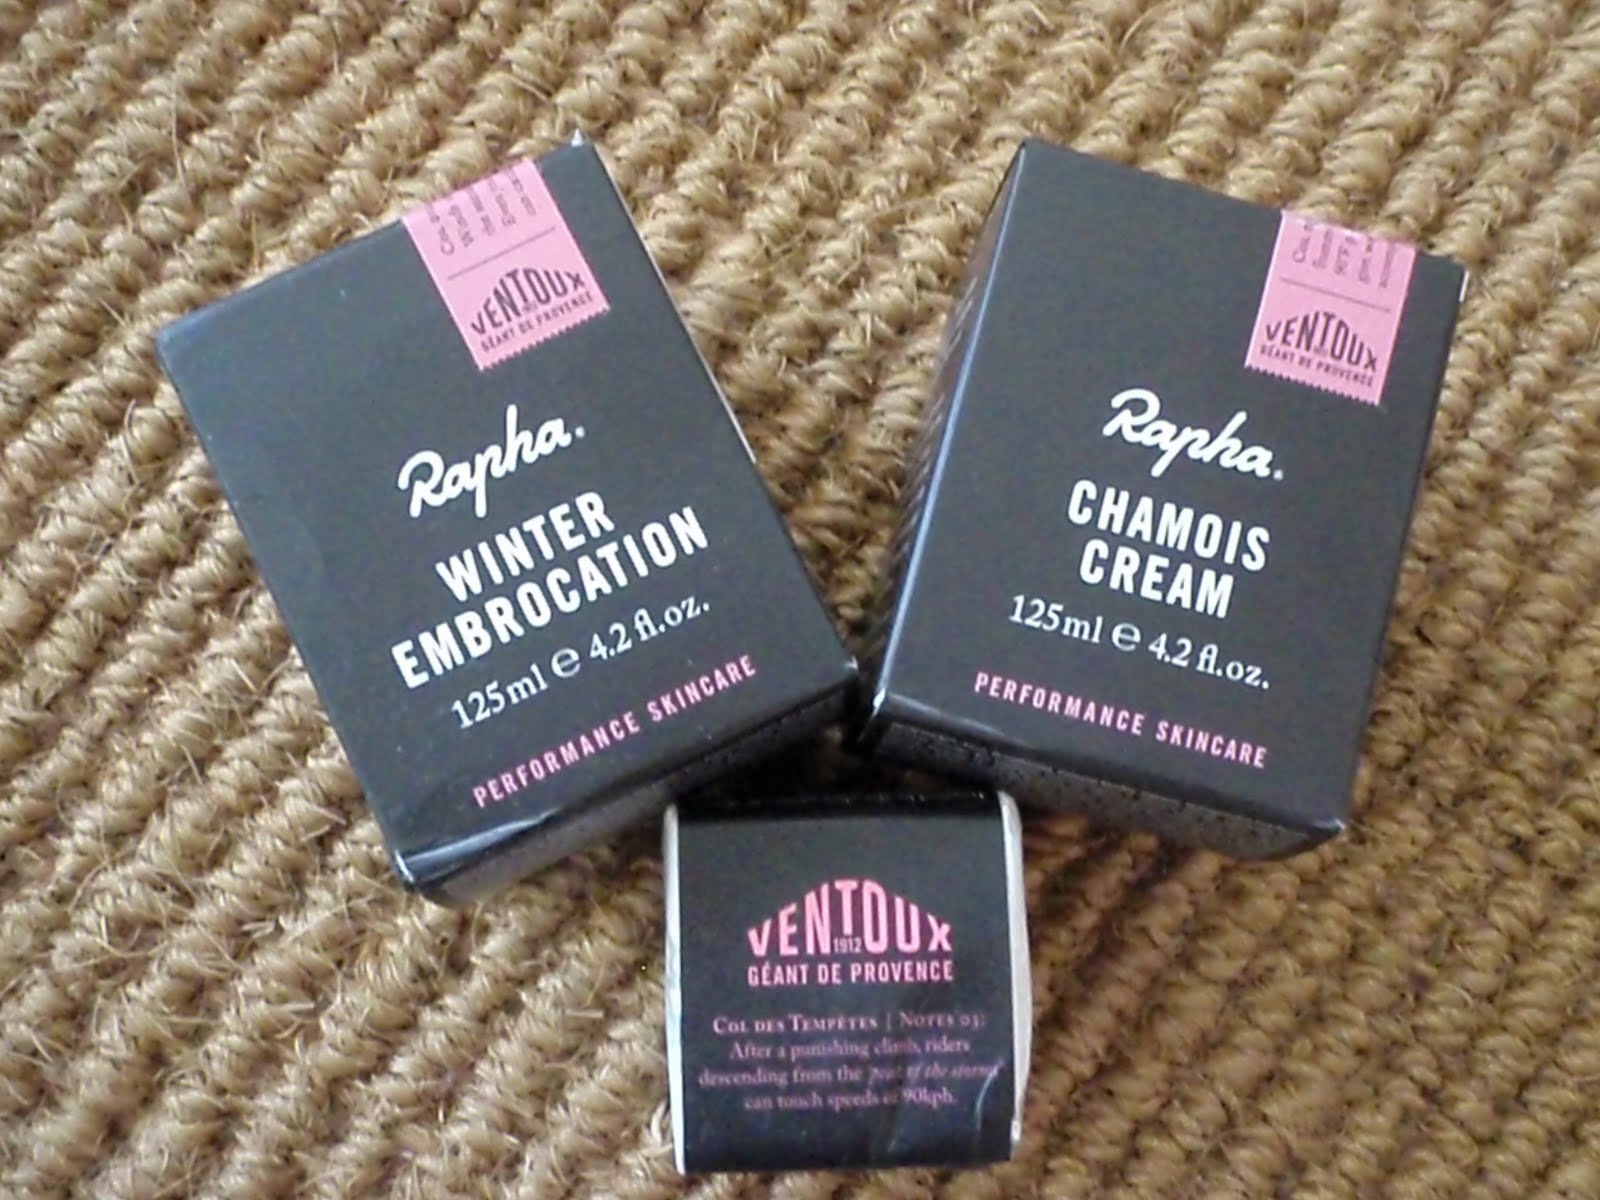 VENTOUX
GÉANT DE PROVENCE
Rapha.
WINTER
EMBROCATION
125ml e 4.2 fl.oz.
PERFORMANCE SKINCARE
VENTOUX
GÉANT DE PROVENCE
Rapha.
CHAMOIS
CREAM
125ml e 4.2 fl.oz.
PERFORMANCE SKINCARE
VENTOUX
1912
GÉANT DE PROVENCE
COL DES TEMPÊTES | NOTES 03:
After a punishing climb, riders
descending from the of the storms
can touch speeds of 90kph.